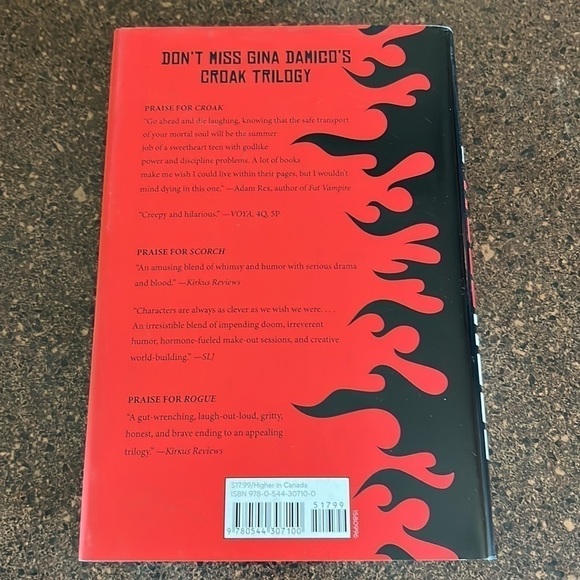 DON'T MISS GINA DAMICO'S
CROAK TRILOGY
PRAISE FOR CROAK
"Go ahead and die laughing, knowing that the safe transport
of your mortal soul will be the summer
job of a sweetheart teen with godlike
power and discipline problems. A lot of books
make me wish I could live within their pages, but I wouldn't
mind dying in this one." —Adam Rex, author of Fat Vampire
"Creepy and hilarious." —VOYA, 4Q, 5P
PRAISE FOR SCORCH
"An amusing blend of whimsy and humor with serious drama
and blood." —Kirkus Reviews
"Characters are always as clever as we wish we were. . . .
An irresistible blend of impending doom, irreverent
humor, hormone-fueled make-out sessions, and creative
world-building." —SLJ
PRAISE FOR ROGUE
"A gut-wrenching, laugh-out-loud, gritty,
honest, and brave ending to an appealing
trilogy." —Kirkus Reviews
$17.99/Higher in Canada
ISBN 978-0-544-30710-0
51799
9 780544 307100
1580996